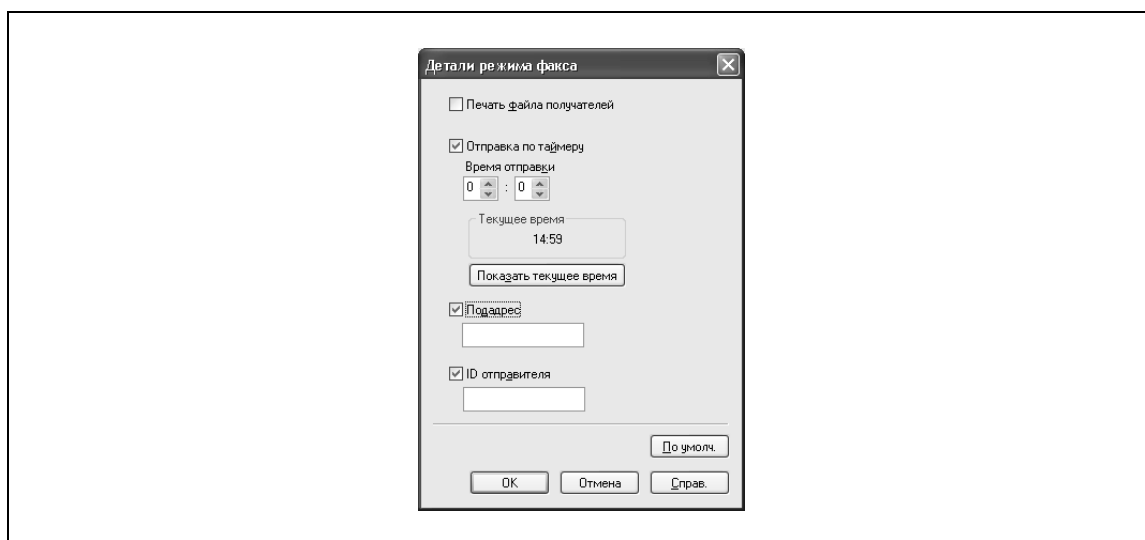 Детали режима факса
Печать файла получателей
Отправка по таймеру
Время отправки
0 : 0
Текущее время
14:59
Показать текущее время
Подадрес
ID отправителя
По умолч.
OK Отмена Справ.